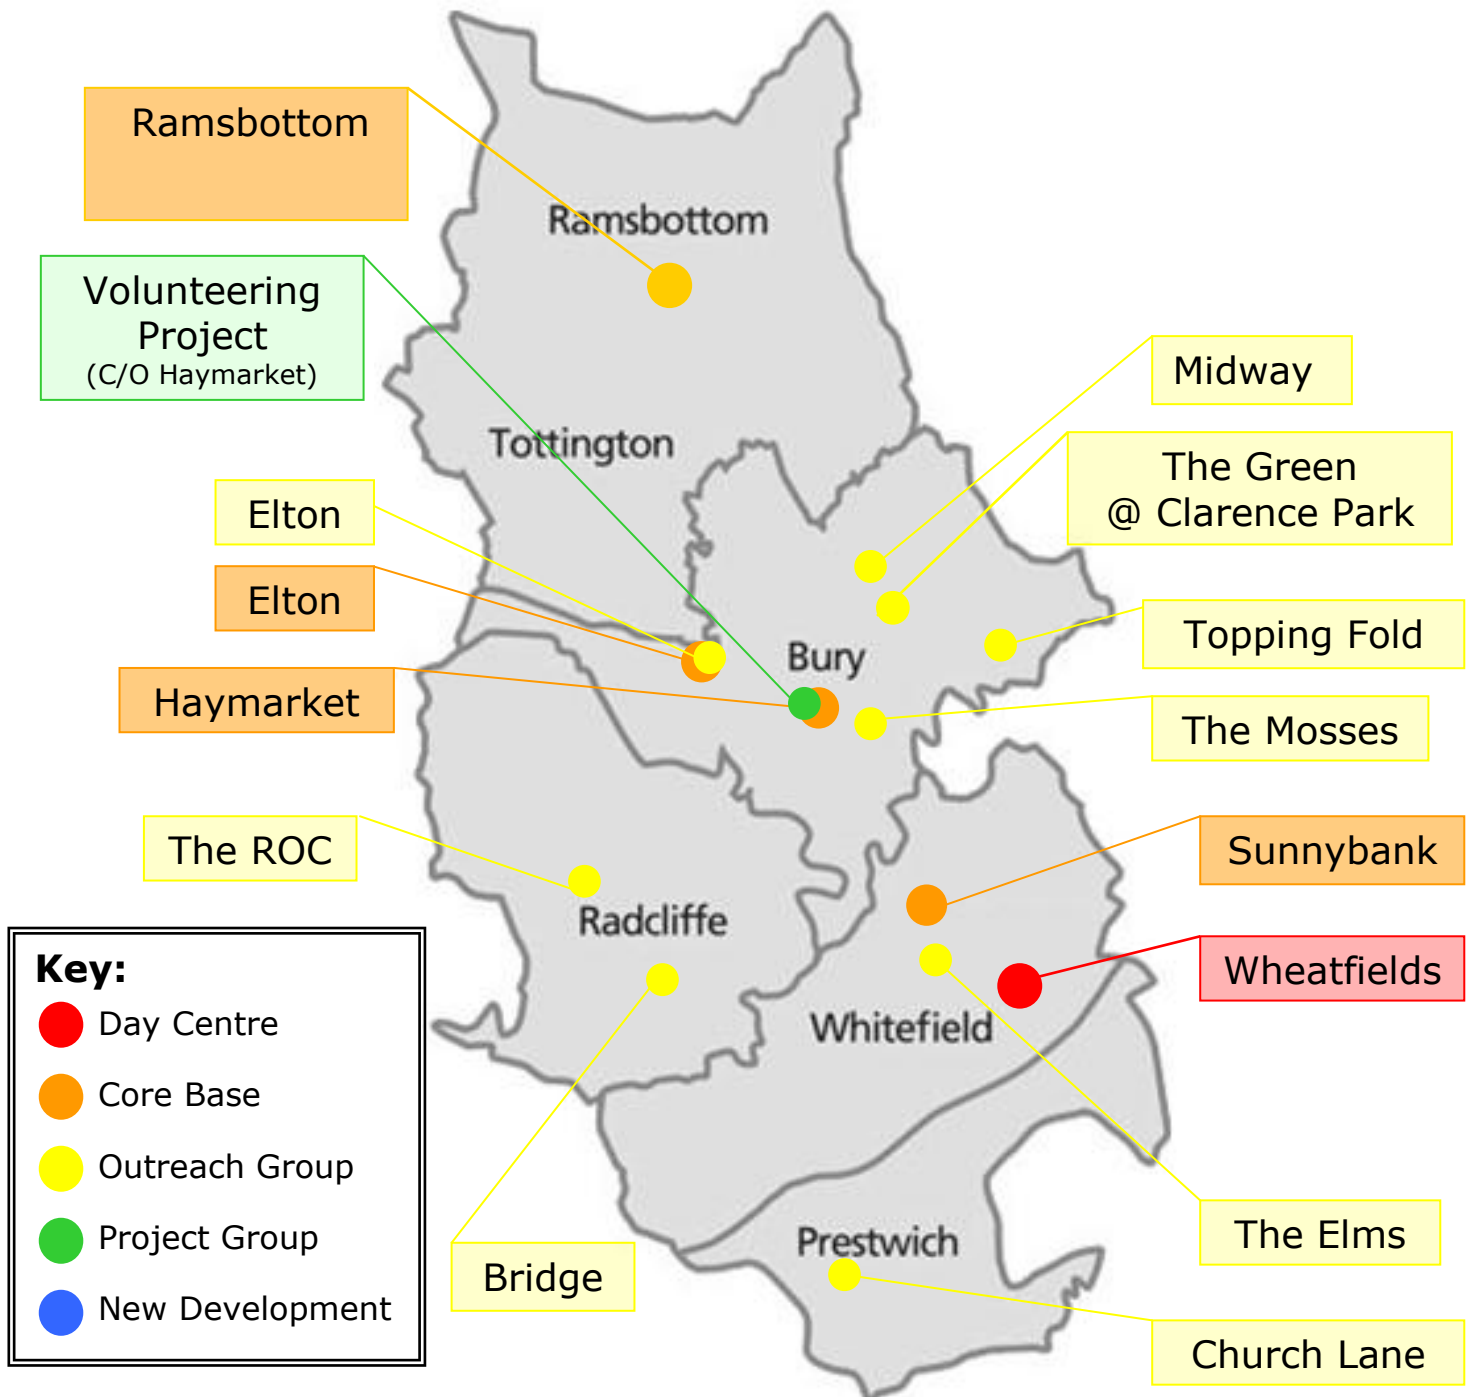 Ramsbottom
Ramsbottom
Volunteering
Project
(C/O Haymarket)
Midway
Tottington
The Green
@ Clarence Park
Elton
Elton
Topping Fold
Bury
Haymarket
The Mosses
The ROC
Sunnybank
Radcliffe
Wheatfields
Whitefield
Key:
Day Centre
Core Base
Outreach Group
Project Group
New Development
Bridge
The Elms
Prestwich
Church Lane